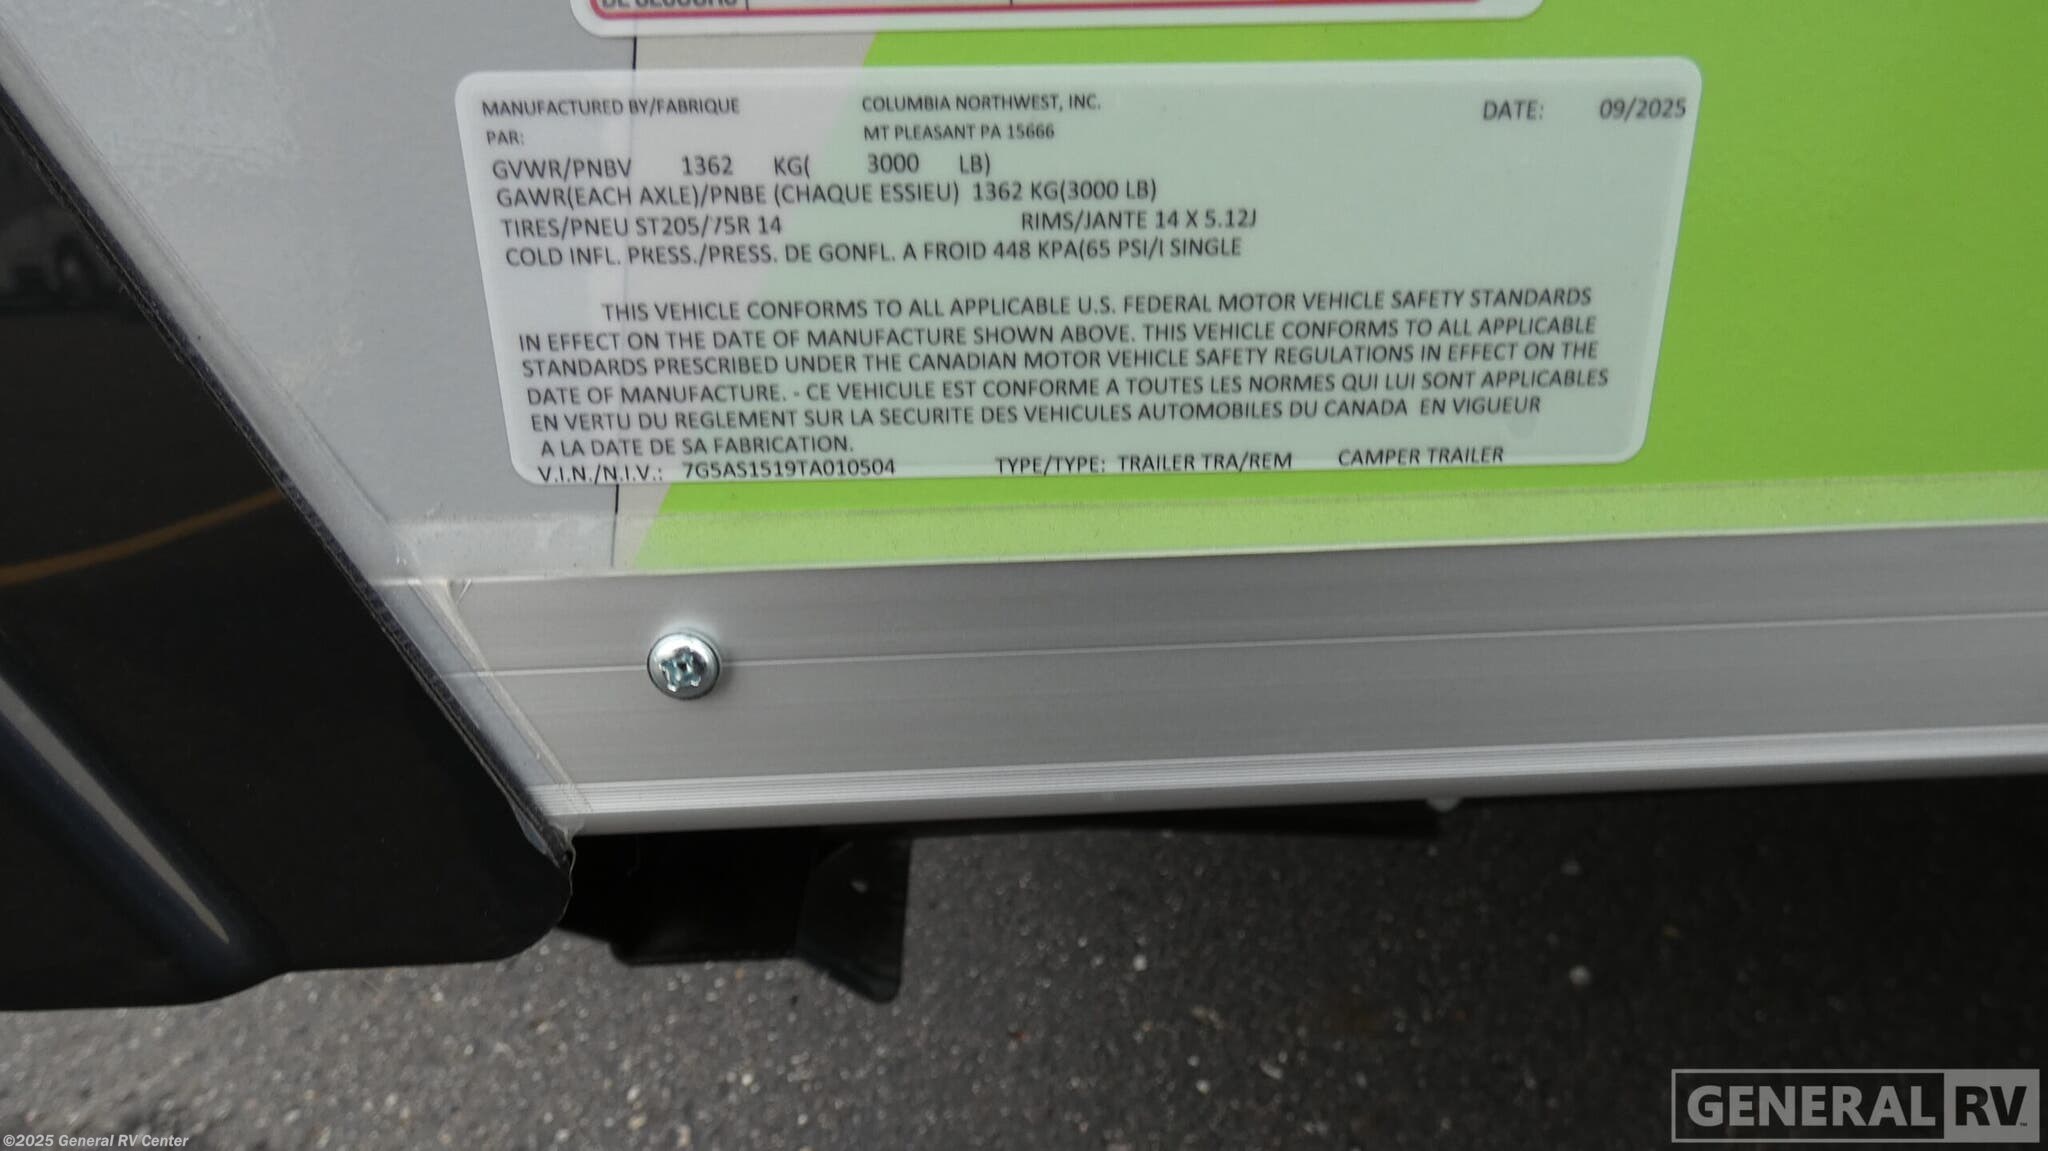 DE SECOURS
MANUFACTURED BY/FABRIQUE COLUMBIA NORTHWEST, INC. DATE: 09/2025
PAR: MT PLEASANT PA 15666
GVWR/PNBV 1362 KG( 3000 LB)
GAWR(EACH AXLE)/PNBE (CHAQUE ESSIEU) 1362 KG(3000 LB)
TIRES/PNEU ST205/75R 14 RIMS/JANTE 14 X 5.12J
COLD INFL. PRESS./PRESS. DE GONFL. A FROID 448 KPA(65 PSI/I SINGLE
THIS VEHICLE CONFORMS TO ALL APPLICABLE U.S. FEDERAL MOTOR VEHICLE SAFETY STANDARDS
IN EFFECT ON THE DATE OF MANUFACTURE SHOWN ABOVE. THIS VEHICLE CONFORMS TO ALL APPLICABLE
STANDARDS PRESCRIBED UNDER THE CANADIAN MOTOR VEHICLE SAFETY REGULATIONS IN EFFECT ON THE
DATE OF MANUFACTURE. - CE VEHICULE EST CONFORME A TOUTES LES NORMES QUI LUI SONT APPLICABLES
EN VERTU DU REGLEMENT SUR LA SECURITE DES VEHICULES AUTOMOBILES DU CANADA EN VIGUEUR
A LA DATE DE SA FABRICATION.
V.I.N./N.I.V.: 7G5AS1519TA010504 TYPE/TYPE: TRAILER TRA/REM CAMPER TRAILER
GENERAL RV
©2025 General RV Center